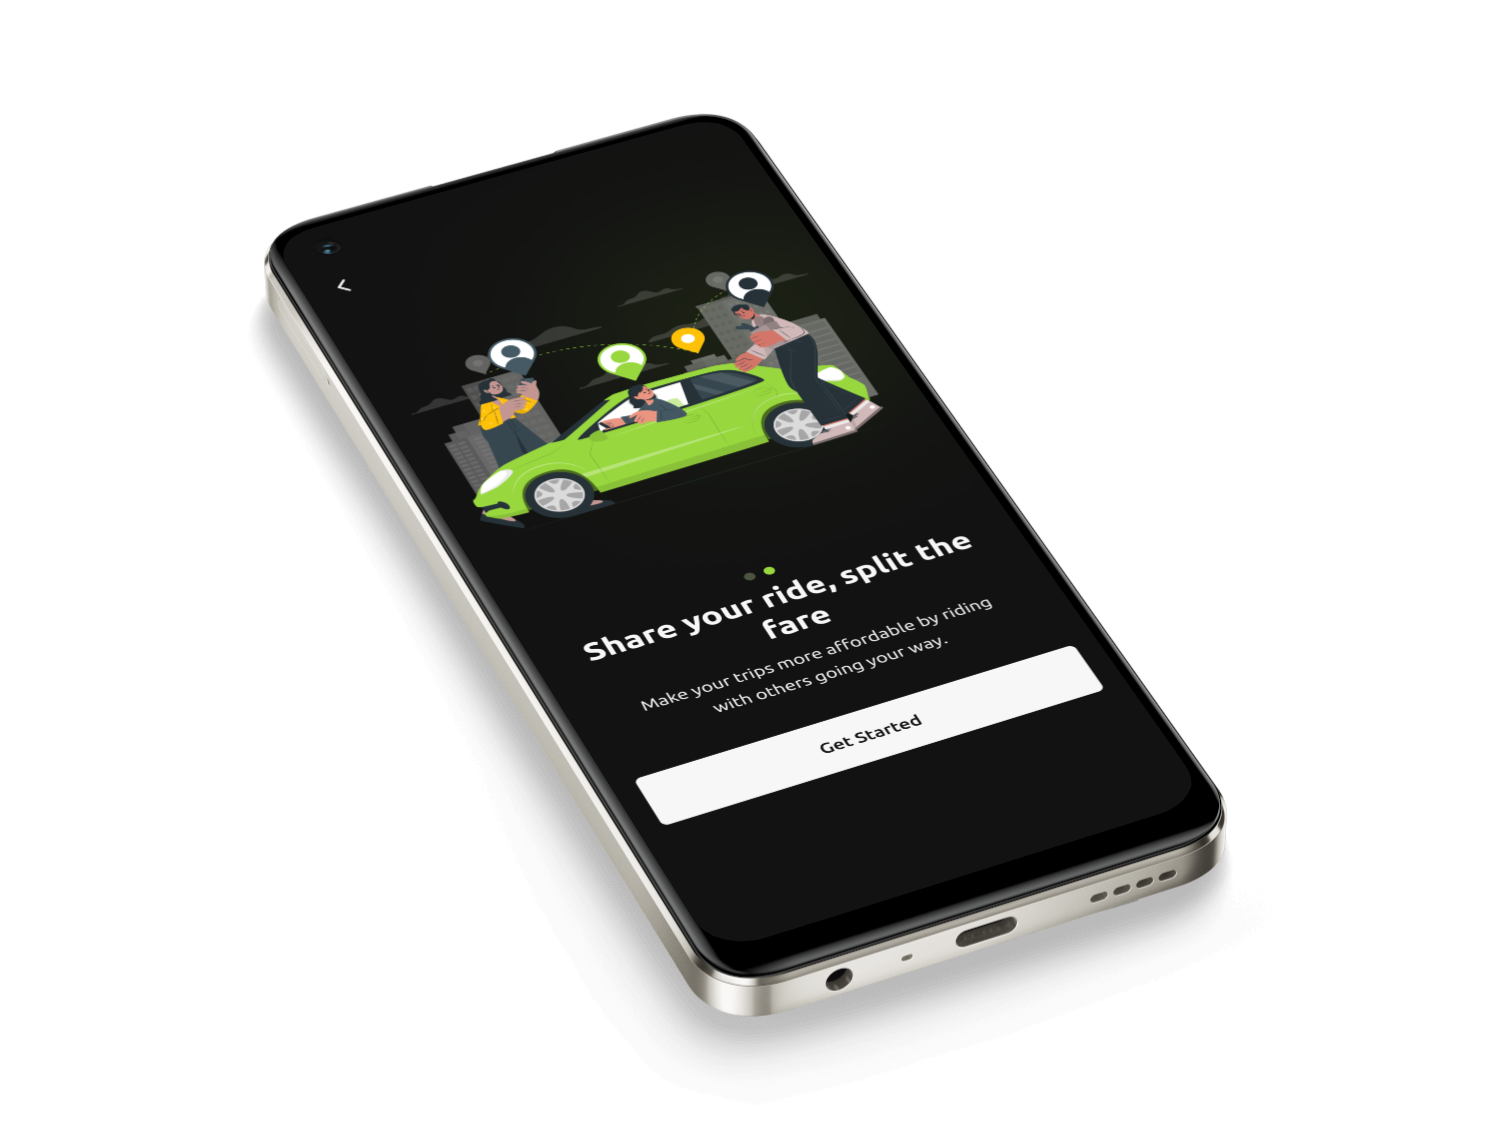 Share your ride, split the
fare
Make your trips more affordable by riding
with others going your way.
Get Started